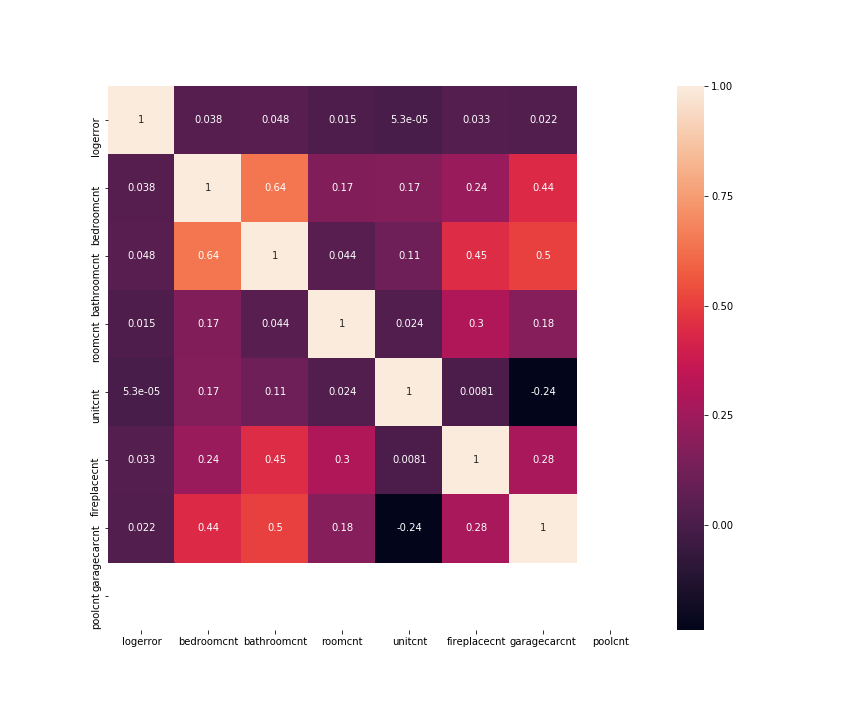 logerror 1 0.038 0.048 0.015 5.3e-05 0.033 0.022
bedroomcnt 0.038 1 0.64 0.17 0.17 0.24 0.44
bathroomcnt 0.048 0.64 1 0.044 0.11 0.45 0.5
roomcnt 0.015 0.17 0.044 1 0.024 0.3 0.18
unitcnt 5.3e-05 0.17 0.11 0.024 1 0.0081 -0.24
fireplacecnt 0.033 0.24 0.45 0.3 0.0081 1 0.28
garagecarcnt 0.022 0.44 0.5 0.18 -0.24 0.28 1
poolcnt
logerror bedroomcnt bathroomcnt roomcnt unitcnt fireplacecnt garagecarcnt poolcnt
1.00
0.75
0.50
0.25
0.00